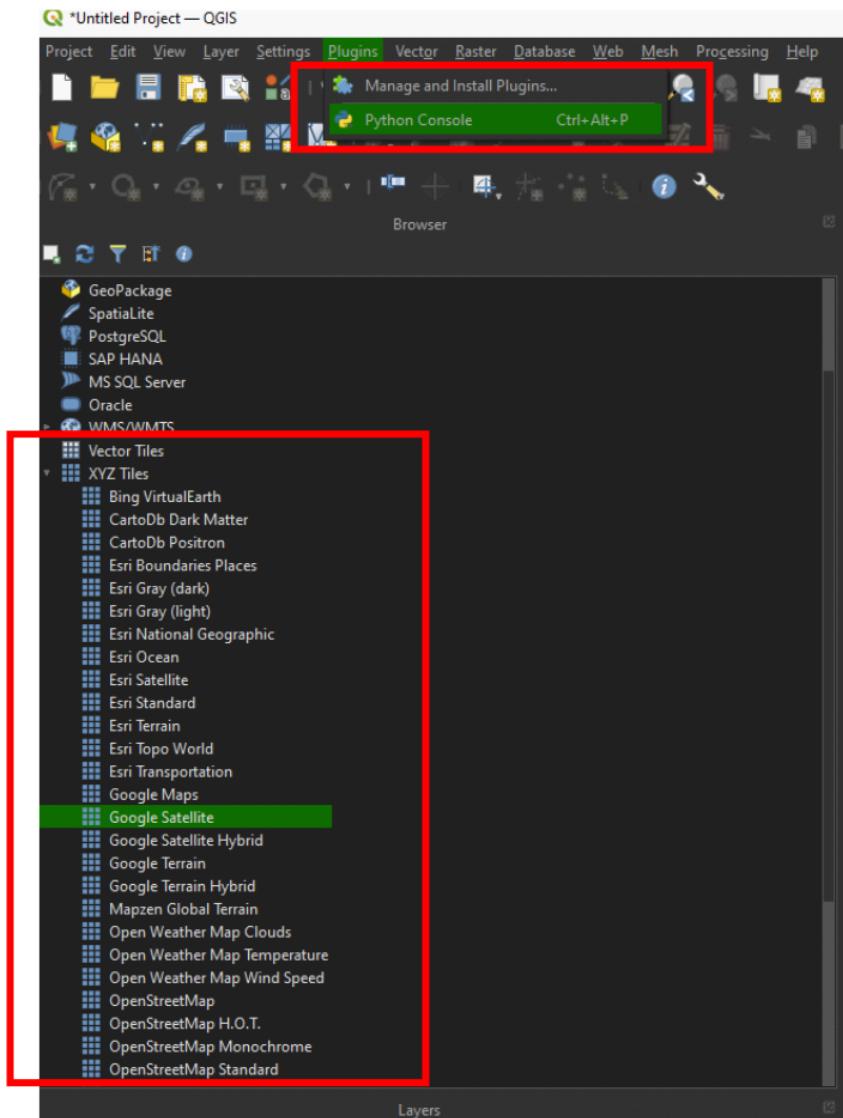 *Untitled Project — QGIS
Project Edit View Layer Settings Plugins Vector Raster Database Web Mesh Processing Help
Manage and Install Plugins...
Python Console Ctrl+Alt+P
Browser
GeoPackage
SpatiaLite
PostgreSQL
SAP HANA
MS SQL Server
Oracle
WMS/WMTS
Vector Tiles
XYZ Tiles
Bing VirtualEarth
CartoDb Dark Matter
CartoDb Positron
Esri Boundaries Places
Esri Gray (dark)
Esri Gray (light)
Esri National Geographic
Esri Ocean
Esri Satellite
Esri Standard
Esri Terrain
Esri Topo World
Esri Transportation
Google Maps
Google Satellite
Google Satellite Hybrid
Google Terrain
Google Terrain Hybrid
Mapzen Global Terrain
Open Weather Map Clouds
Open Weather Map Temperature
Open Weather Map Wind Speed
OpenStreetMap
OpenStreetMap H.O.T.
OpenStreetMap Monochrome
OpenStreetMap Standard
Layers